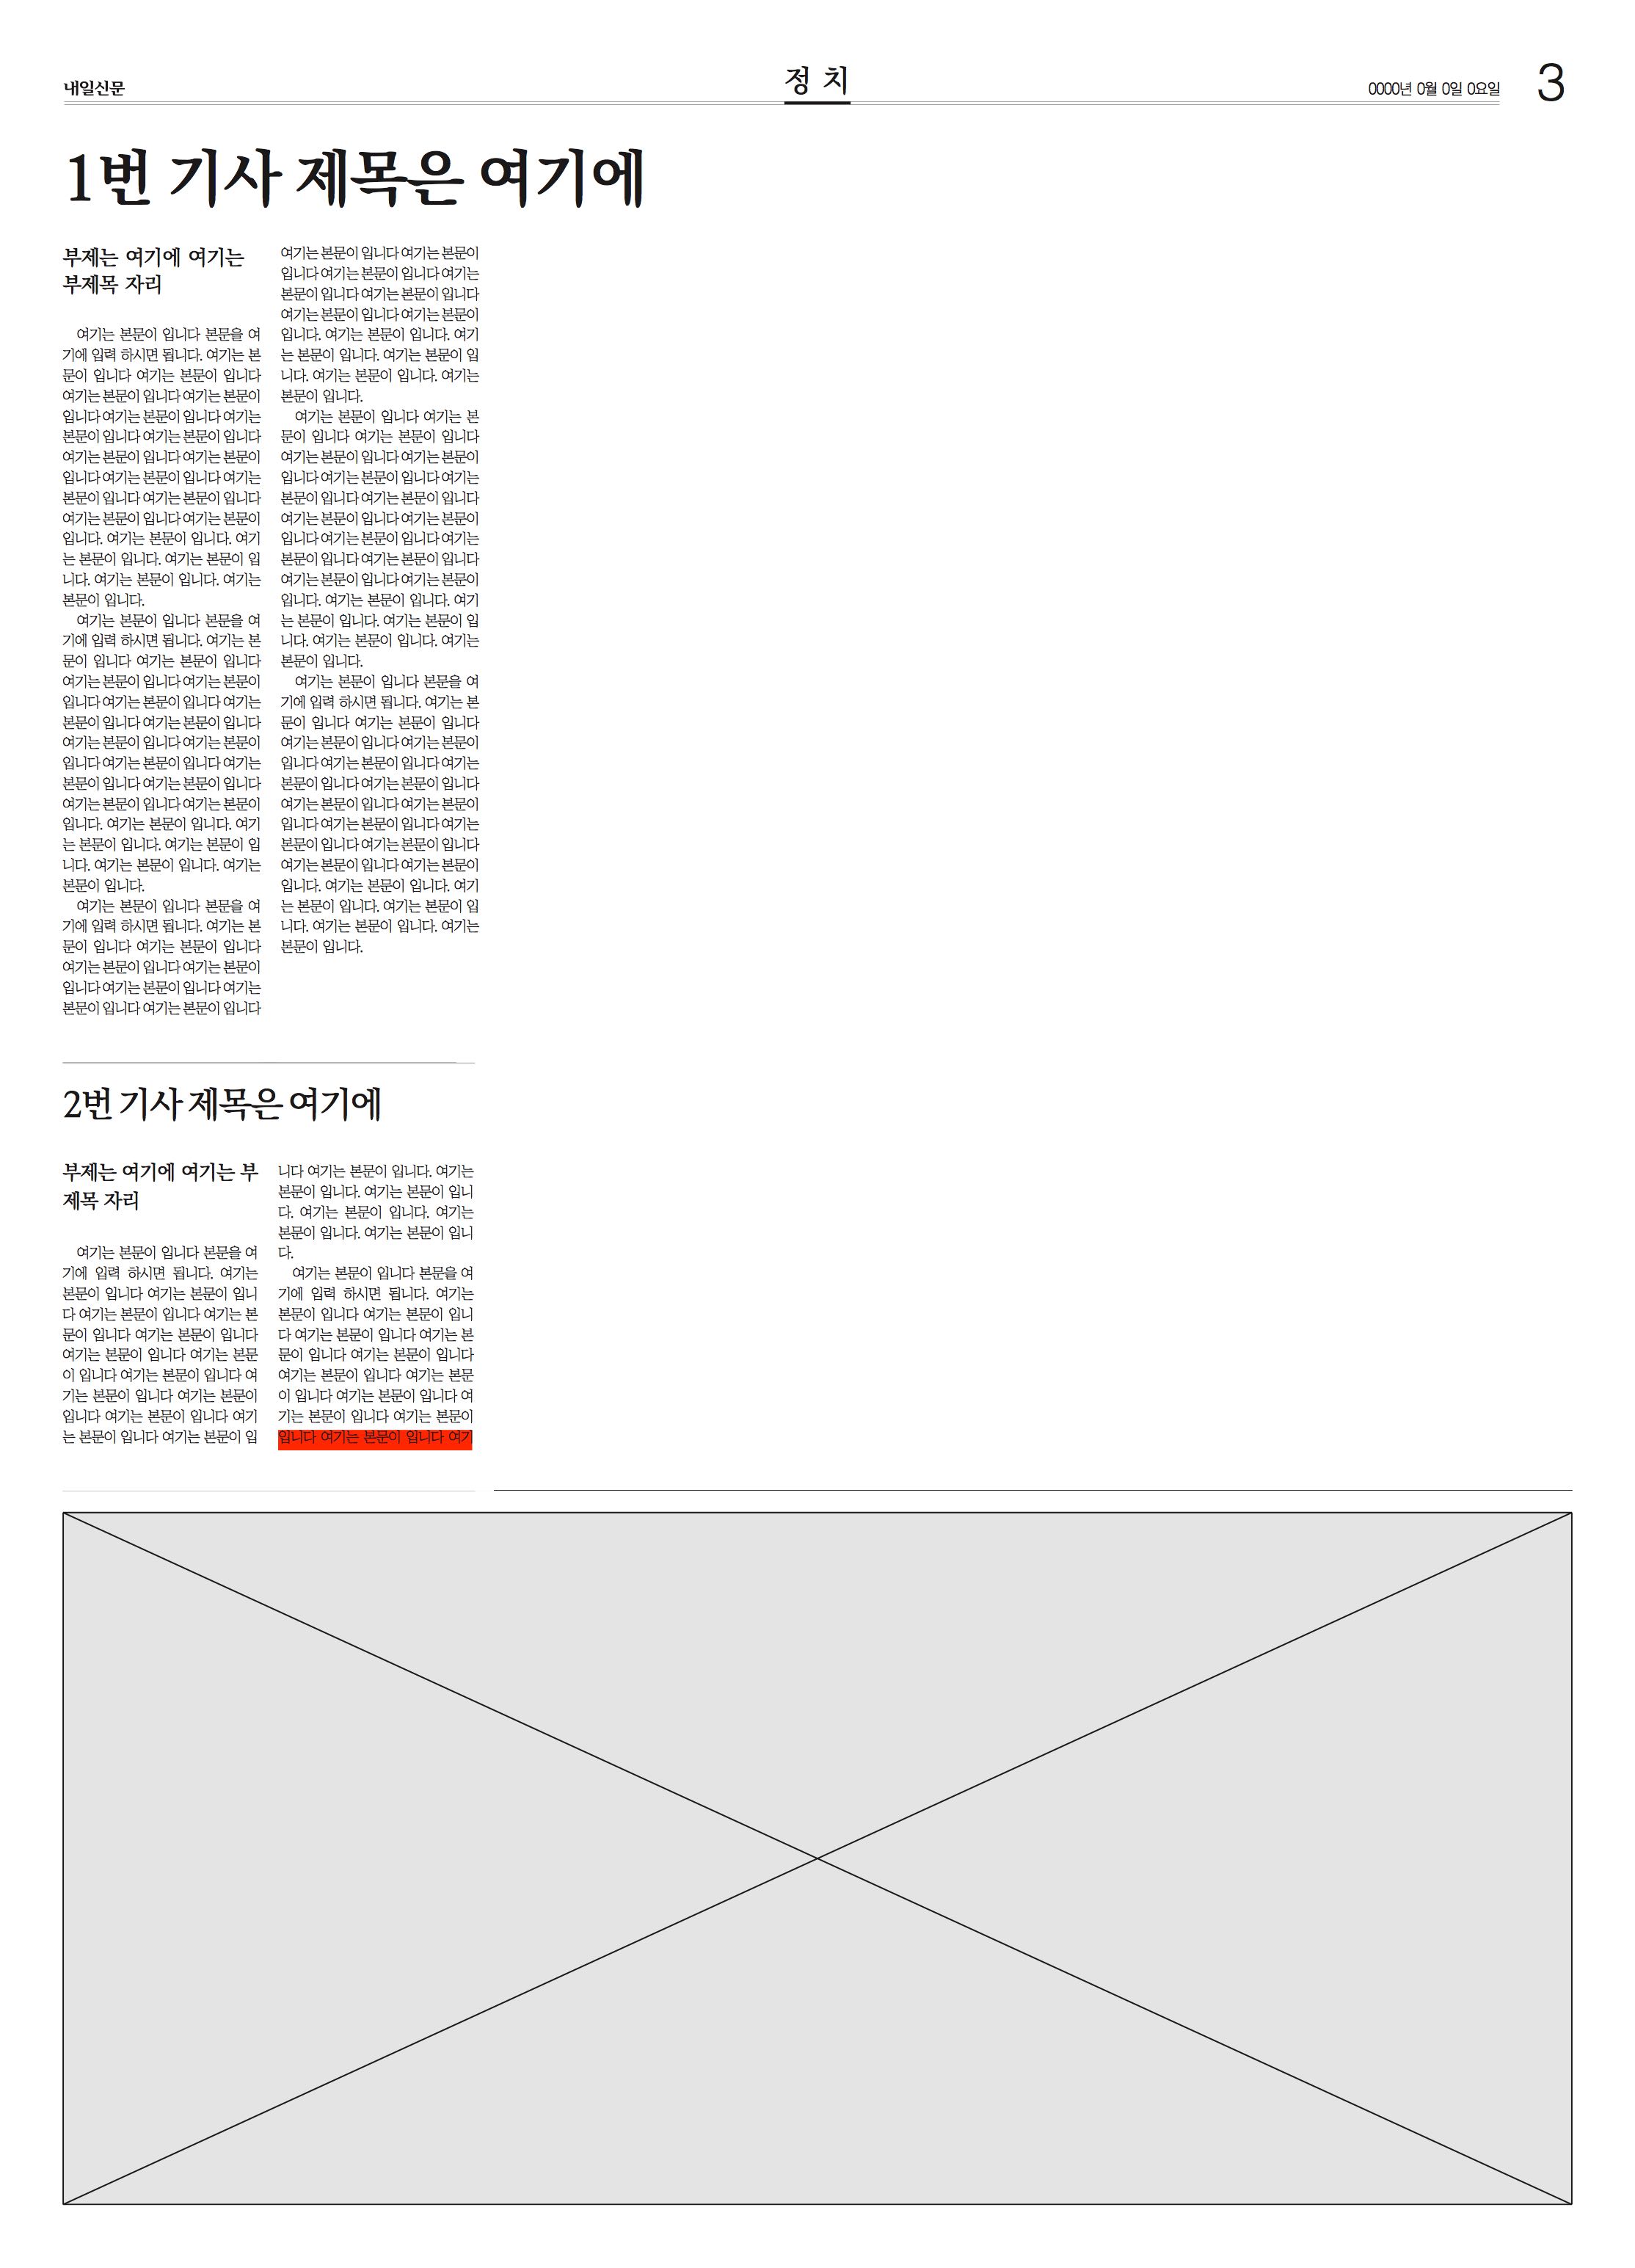 내일신문
정 치
0000년 0월 0일 0요일
3
1번 기사 제목은 여기에
부제는 여기에 여기는
부제목 자리
여기는 본문이 입니다 본문을 여
기에 입력 하시면 됩니다. 여기는 본
문이 입니다 여기는 본문이 입니다
여기는 본문이 입니다 여기는 본문이
입니다 여기는 본문이 입니다 여기는
본문이 입니다 여기는 본문이 입니다
여기는 본문이 입니다 여기는 본문이
입니다 여기는 본문이 입니다 여기는
본문이 입니다 여기는 본문이 입니다
여기는 본문이 입니다 여기는 본문이
입니다. 여기는 본문이 입니다. 여기
는 본문이 입니다. 여기는 본문이 입
니다. 여기는 본문이 입니다. 여기는
본문이 입니다.
여기는 본문이 입니다 본문을 여
기에 입력 하시면 됩니다. 여기는 본
문이 입니다 여기는 본문이 입니다
여기는 본문이 입니다 여기는 본문이
입니다 여기는 본문이 입니다 여기는
본문이 입니다 여기는 본문이 입니다
여기는 본문이 입니다 여기는 본문이
입니다 여기는 본문이 입니다 여기는
본문이 입니다 여기는 본문이 입니다
여기는 본문이 입니다 여기는 본문이
입니다. 여기는 본문이 입니다. 여기
는 본문이 입니다. 여기는 본문이 입
니다. 여기는 본문이 입니다. 여기는
본문이 입니다.
여기는 본문이 입니다 본문을 여
기에 입력 하시면 됩니다. 여기는 본
문이 입니다 여기는 본문이 입니다
여기는 본문이 입니다 여기는 본문이
입니다 여기는 본문이 입니다 여기는
본문이 입니다 여기는 본문이 입니다
여기는 본문이 입니다 여기는 본문이
입니다 여기는 본문이 입니다 여기는
본문이 입니다 여기는 본문이 입니다
여기는 본문이 입니다 여기는 본문이
입니다. 여기는 본문이 입니다. 여기
는 본문이 입니다. 여기는 본문이 입
니다. 여기는 본문이 입니다. 여기는
본문이 입니다.
여기는 본문이 입니다 여기는 본
문이 입니다 여기는 본문이 입니다
여기는 본문이 입니다 여기는 본문이
입니다 여기는 본문이 입니다 여기는
본문이 입니다 여기는 본문이 입니다
여기는 본문이 입니다 여기는 본문이
입니다 여기는 본문이 입니다 여기는
본문이 입니다 여기는 본문이 입니다
여기는 본문이 입니다 여기는 본문이
입니다. 여기는 본문이 입니다. 여기
는 본문이 입니다. 여기는 본문이 입
니다. 여기는 본문이 입니다. 여기는
본문이 입니다.
여기는 본문이 입니다 본문을 여
기에 입력 하시면 됩니다. 여기는 본
문이 입니다 여기는 본문이 입니다
여기는 본문이 입니다 여기는 본문이
입니다 여기는 본문이 입니다 여기는
본문이 입니다 여기는 본문이 입니다
여기는 본문이 입니다 여기는 본문이
입니다 여기는 본문이 입니다 여기는
본문이 입니다 여기는 본문이 입니다
여기는 본문이 입니다 여기는 본문이
입니다. 여기는 본문이 입니다. 여기
는 본문이 입니다. 여기는 본문이 입
니다. 여기는 본문이 입니다. 여기는
본문이 입니다.
2번 기사 제목은 여기에
부제는 여기에 여기는 부
제목 자리
여기는 본문이 입니다 본문을 여
기에 입력 하시면 됩니다. 여기는
본문이 입니다 여기는 본문이 입니
다 여기는 본문이 입니다 여기는 본
문이 입니다 여기는 본문이 입니다
여기는 본문이 입니다 여기는 본문
이 입니다 여기는 본문이 입니다 여
기는 본문이 입니다 여기는 본문이
입니다 여기는 본문이 입니다 여기
는 본문이 입니다 여기는 본문이 입
니다 여기는 본문이 입니다. 여기는
본문이 입니다. 여기는 본문이 입니
다. 여기는 본문이 입니다. 여기는
본문이 입니다. 여기는 본문이 입니
다.
여기는 본문이 입니다 본문을 여
기에 입력 하시면 됩니다. 여기는
본문이 입니다 여기는 본문이 입니
다 여기는 본문이 입니다 여기는 본
문이 입니다 여기는 본문이 입니다
여기는 본문이 입니다 여기는 본문
이 입니다 여기는 본문이 입니다 여
기는 본문이 입니다 여기는 본문이
입니다 여기는 본문이 입니다 여기